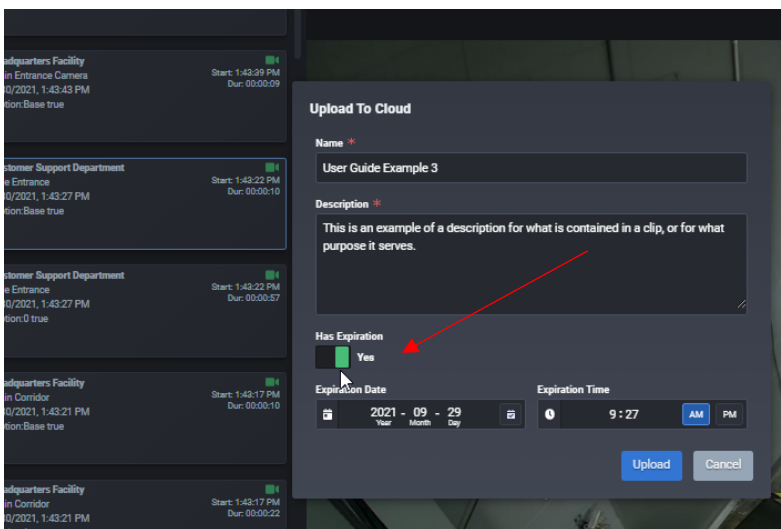 adquarters Facility
in Entrance Camera
Start: 1:43:39 PM
30/2021, 1:43:43 PM
Dur: 00:00:09
tion:Base true
stomer Support Department
e Entrance
Start: 1:43:22 PM
0/2021, 1:43:27 PM
Dur: 00:00:10
tion:Base true
stomer Support Department
e Entrance
Start: 1:43:22 PM
0/2021, 1:43:27 PM
Dur: 00:00:57
tion:0 true
adquarters Facility
in Corridor
Start: 1:43:17 PM
0/2021, 1:43:21 PM
Dur: 00:00:10
tion:Base true
adquarters Facility
in Corridor
Start: 1:43:17 PM
0/2021, 1:43:21 PM
Dur: 00:00:22
Upload To Cloud
Name *
User Guide Example 3
Description *
This is an example of a description for what is contained in a clip, or for what
purpose it serves.
Has Expiration
Yes
Expiration Date
2021 - 09 - 29
Year Month Day
Expiration Time
9 : 27 AM PM
Upload Cancel